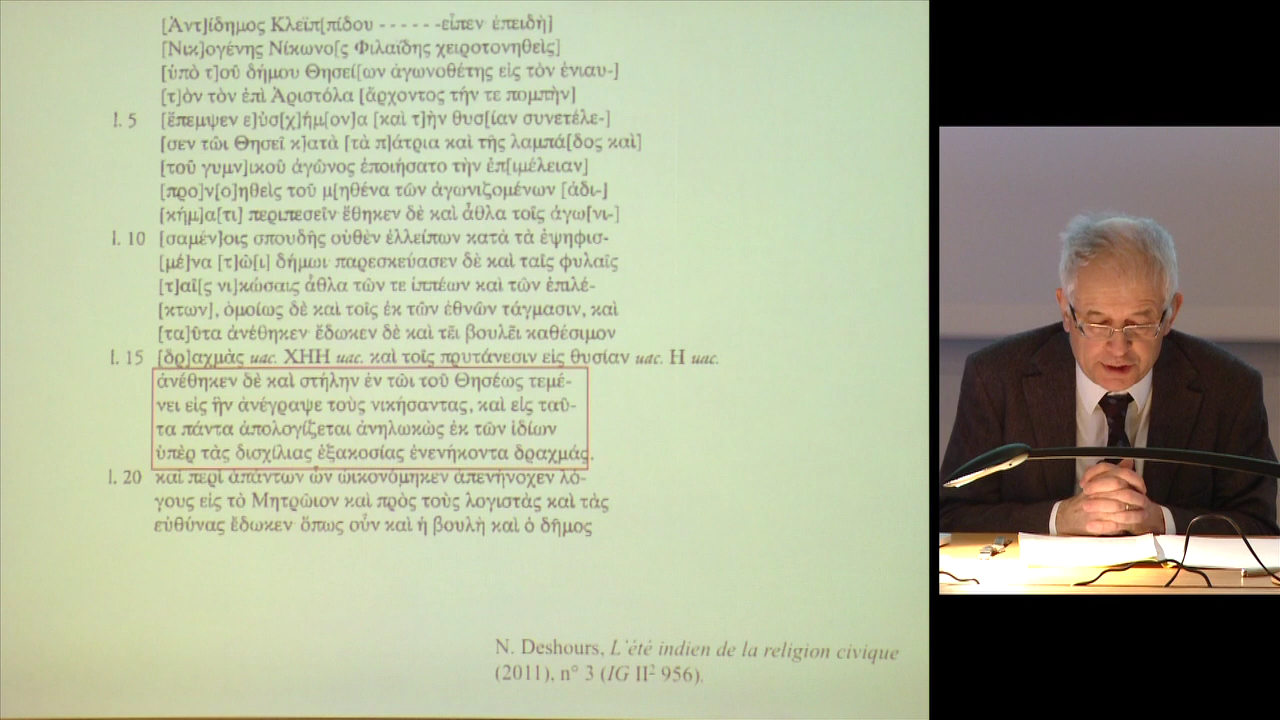 [Ἀντ]ίδημος Κλεϊπ[πίδου - - - - - -εἶπεν ἐπειδὴ]
[Νικ]ογένης Νίκωνο[ς Φιλαΐδης χειροτονηθεὶς]
[ὑπὸ τ]οῦ δήμου Θησεί[ων ἀγωνοθέτης εἰς τὸν ἐνιαυ-]
[τ]ὸν τὸν ἐπὶ Ἀριστόλα [ἄρχοντος τήν τε πομπὴν]
l. 5 [ἔπεμψεν ε]ὐσ[χ]ήμ[ον]α [καὶ τ]ὴν θυσ[ίαν συνετέλε-]
[σεν τῶι Θησεῖ κ]ατὰ [τὰ π]άτρια καὶ τῆς λαμπά[δος καὶ]
[τοῦ γυμν]ικοῦ ἀγῶνος ἐποιήσατο τὴν ἐπ[ιμέλειαν]
[προ]ν[ο]ηθεὶς τοῦ μ[ηθένα τῶν ἀγωνιζομένων [ἀδι-]
[κήμ]α[τι] περιπεσεῖν ἔθηκεν δὲ καὶ ἆθλα τοῖς ἀγω[νι-]
l. 10 [σαμέν]οις σπουδῆς οὐθὲν ἐλλείπων κατὰ τὰ ἐψηφισ-
[μέ]να [τ]ῶ[ι] δήμωι παρεσκεύασεν δὲ καὶ ταῖς φυλαῖς
[τ]αῖ[ς νι]κώσαις ἆθλα τῶν τε ἱππέων καὶ τῶν ἐπιλέ-
[κτων], ὁμοίως δὲ καὶ τοῖς ἐκ τῶν ἐθνῶν τάγμασιν, καὶ
[τα]ῦτα ἀνέθηκεν· ἔδωκεν δὲ καὶ τεῖ βουλεῖ καθέσιμον
l. 15 [δρ]αχμὰς uac. ΧΗΗ uac. καὶ τοῖς πρυτάνεσιν εἰς θυσίαν uac. Η uac.
ἀνέθηκεν δὲ καὶ στήλην ἐν τῶι τοῦ Θησέως τεμέ-
νει εἰς ἣν ἀνέγραψε τοὺς νικήσαντας, καὶ εἰς ταῦ-
τα πάντα ἀπολογίζεται ἀνηλωκὼς ἐκ τῶν ἰδίων
ὑπὲρ τὰς δισχιλίας ἑξακοσίας ἐνενήκοντα δραχμάς.
l. 20 καὶ περὶ ἁπάντων ὧν ὠικονόμηκεν ἀπενήνοχεν λό-
γους εἰς τὸ Μητρῶιον καὶ πρὸς τοὺς λογιστὰς καὶ τὰς
εὐθύνας ἔδωκεν· ὅπως οὖν καὶ ἡ βουλὴ καὶ ὁ δῆμος
N. Deshours, L'été indien de la religion civique
(2011), n° 3 (IG II² 956).